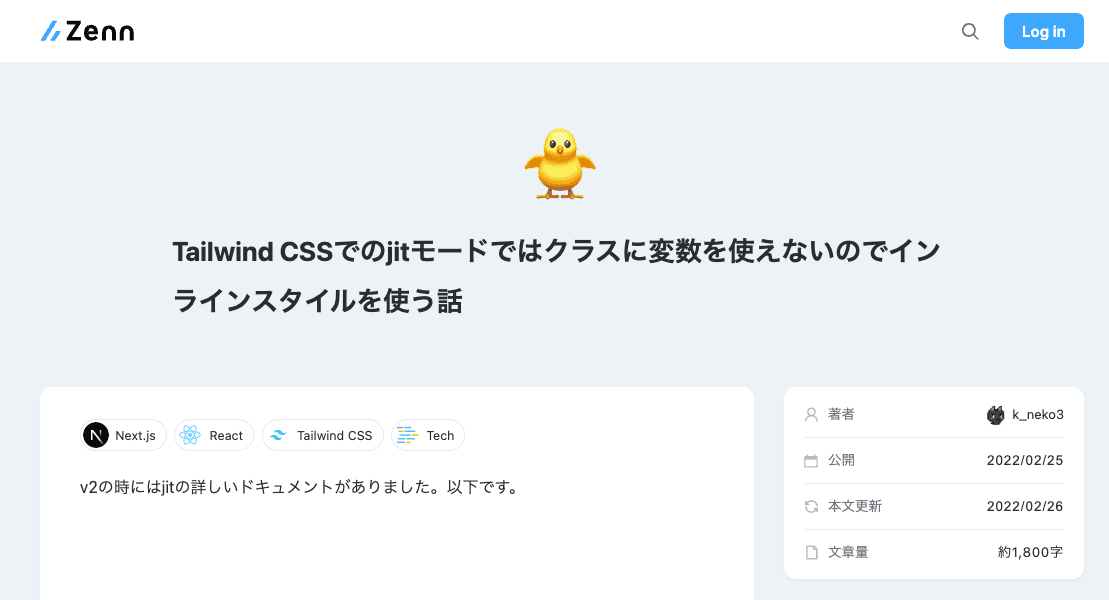 Zenn
Log in
Tailwind CSSでのjitモードではクラスに変数を使えないのでイン
ラインスタイルを使う話
Next.js
React
Tailwind CSS
Tech
v2の時にはjitの詳しいドキュメントがありました。以下です。
著者 k_neko3
公開 2022/02/25
本文更新 2022/02/26
文章量 約1,800字